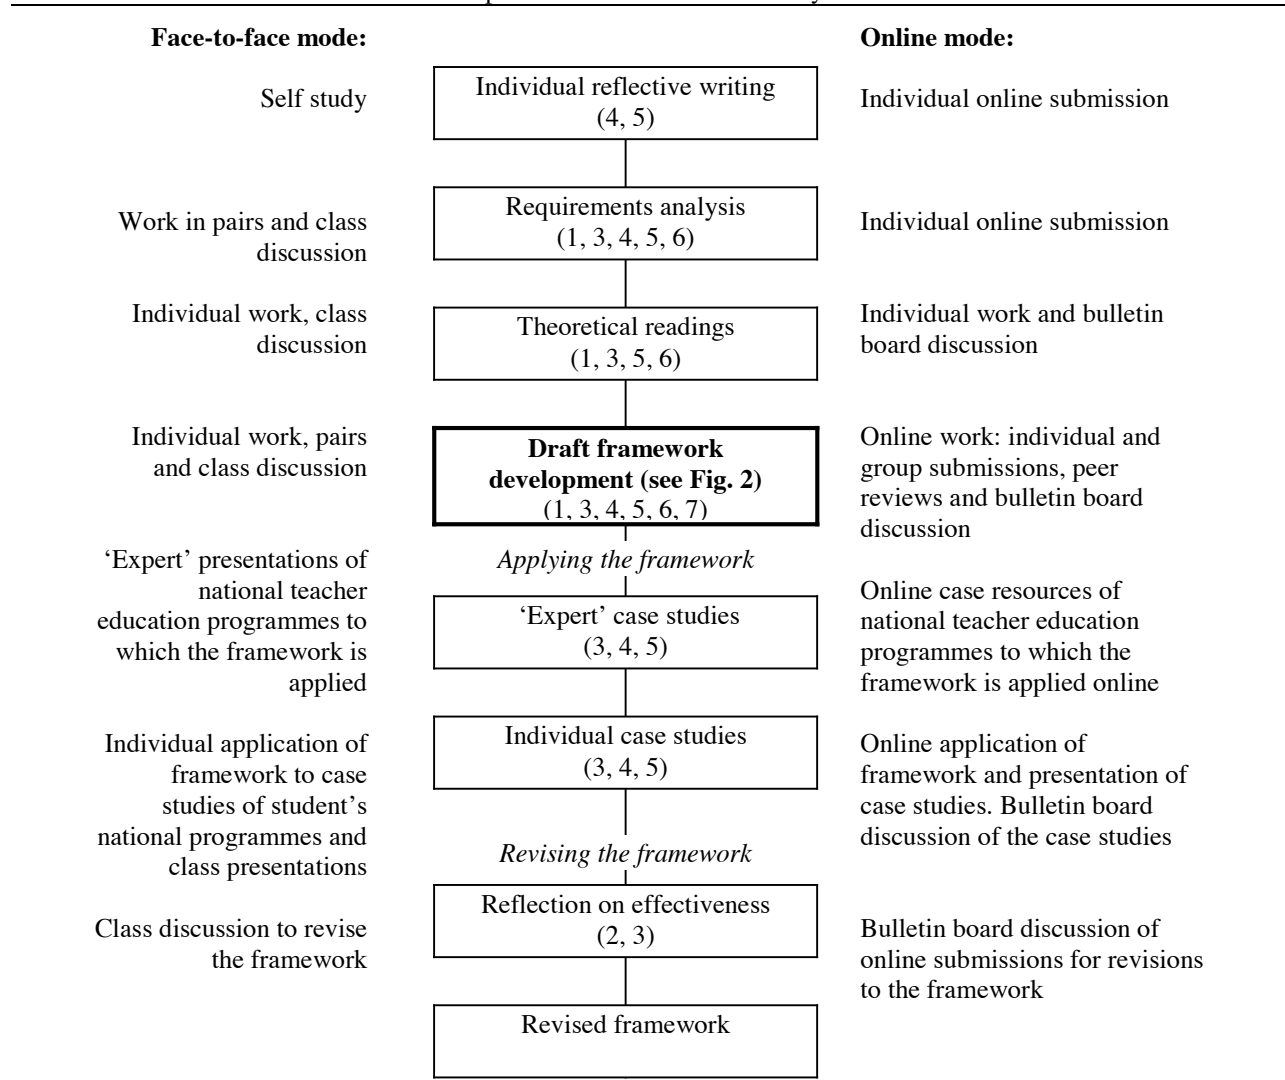 Face-to-face mode:
Online mode:
Self study
Individual reflective writing
(4, 5)
Individual online submission
Work in pairs and class
discussion
Requirements analysis
(1, 3, 4, 5, 6)
Individual online submission
Individual work, class
discussion
Theoretical readings
(1, 3, 5, 6)
Individual work and bulletin
board discussion
Individual work, pairs
and class discussion
Draft framework
development (see Fig. 2)
(1, 3, 4, 5, 6, 7)
Online work: individual and
group submissions, peer
reviews and bulletin board
discussion
‘Expert’ presentations of
national teacher
education programmes to
which the framework is
applied
Applying the framework
‘Expert’ case studies
(3, 4, 5)
Online case resources of
national teacher education
programmes to which the
framework is applied online
Individual application of
framework to case
studies of student’s
national programmes and
class presentations
Individual case studies
(3, 4, 5)
Online application of
framework and presentation of
case studies. Bulletin board
discussion of the case studies
Revising the framework
Class discussion to revise
the framework
Reflection on effectiveness
(2, 3)
Bulletin board discussion of
online submissions for revisions
to the framework
Revised framework